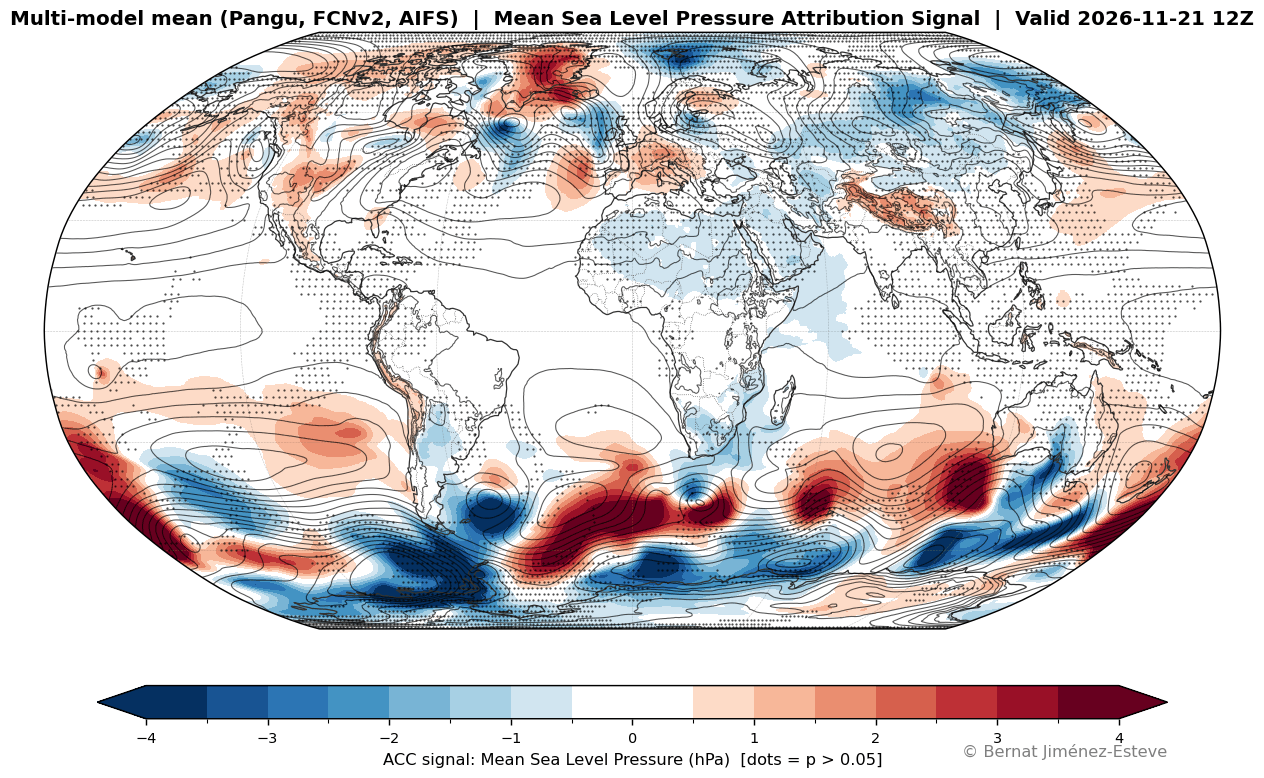 Multi-model mean (Pangu, FCNv2, AIFS)  |  Mean Sea Level Pressure Attribution Signal  |  Valid 2026-11-21 12Z
−4 −3 −2 −1 0 1 2 3 4
ACC signal: Mean Sea Level Pressure (hPa)  [dots = p > 0.05]
© Bernat Jiménez-Esteve